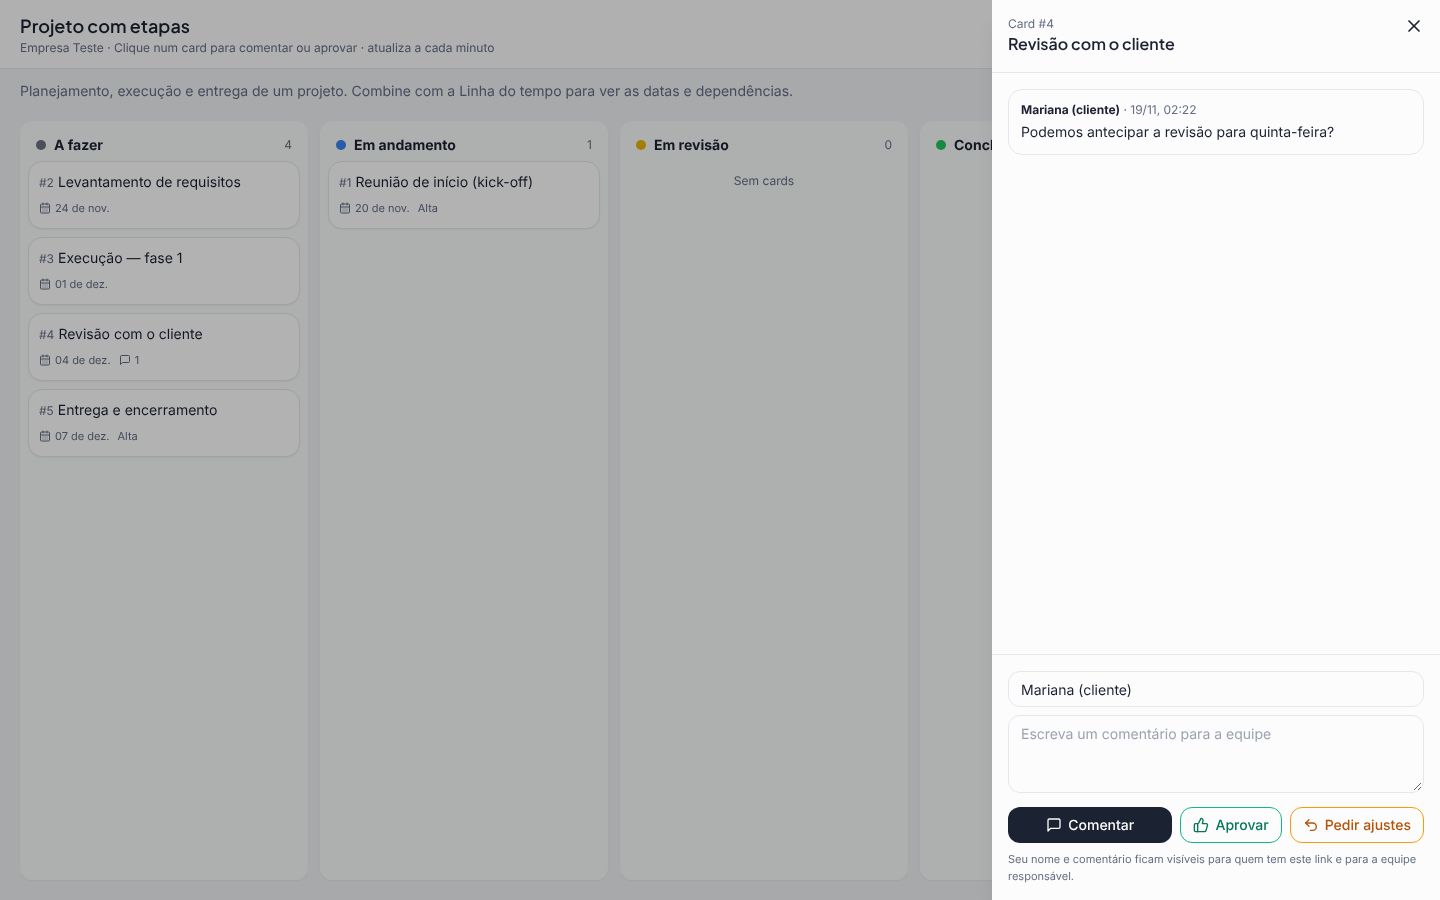 Projeto com etapas
Empresa Teste · Clique num card para comentar ou aprovar · atualiza a cada minuto
Planejamento, execução e entrega de um projeto. Combine com a Linha do tempo para ver as datas e dependências.
A fazer 4
#2 Levantamento de requisitos
24 de nov.
#3 Execução — fase 1
01 de dez.
#4 Revisão com o cliente
04 de dez. 1
#5 Entrega e encerramento
07 de dez. Alta
Em andamento 1
#1 Reunião de início (kick-off)
20 de nov. Alta
Em revisão 0
Sem cards
Card #4
Revisão com o cliente
Mariana (cliente) · 19/11, 02:22
Podemos antecipar a revisão para quinta-feira?
Mariana (cliente)
Escreva um comentário para a equipe
Comentar
Aprovar
Pedir ajustes
Seu nome e comentário ficam visíveis para quem tem este link e para a equipe
responsável.